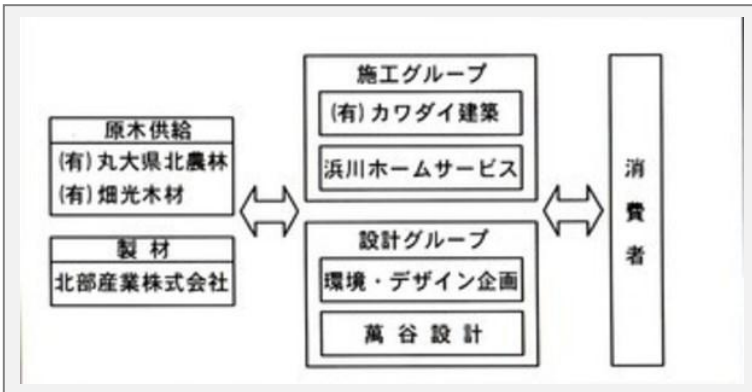 原木供給
(有)丸大県北農林
(有)畑光木材
製材
北部産業株式会社
施工グループ
(有)カワダイ建築
浜川ホームサービス
設計グループ
環境・デザイン企画
萬谷設計
消費者